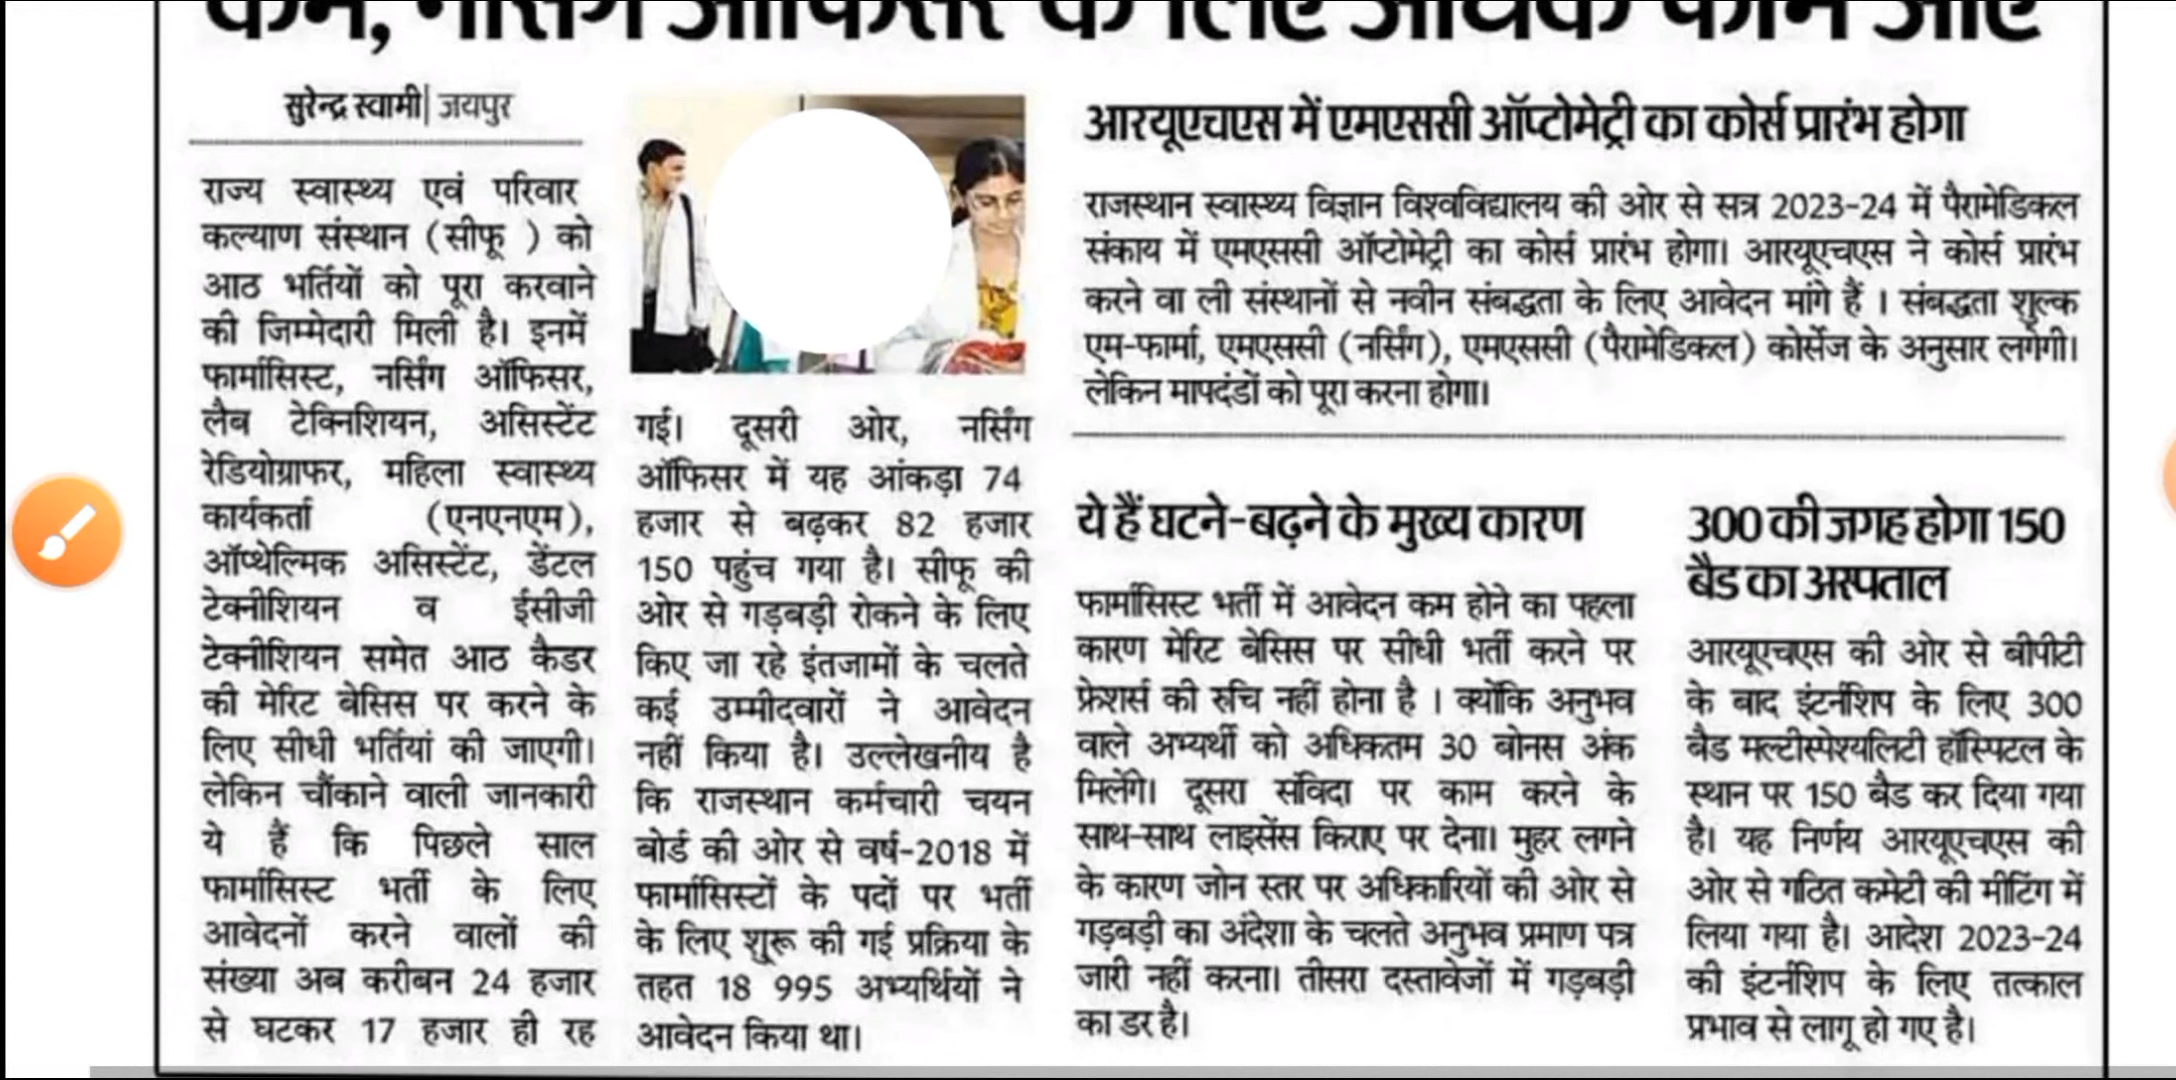 कम, नर्सिंग ऑफिसर के लिए अधिक फॉर्म आए
सुरेन्द्र स्वामी| जयपुर
राज्य स्वास्थ्य एवं परिवार
कल्याण संस्थान (सीफू ) को
आठ भर्तियों को पूरा करवाने
की जिम्मेदारी मिली है। इनमें
फार्मासिस्ट, नर्सिंग ऑफिसर,
लैब टेक्निशियन, असिस्टेंट
रेडियोग्राफर, महिला स्वास्थ्य
कार्यकर्ता (एनएनएम),
ऑप्थेल्मिक असिस्टेंट, डेंटल
टेक्नीशियन व ईसीजी
टेक्नीशियन समेत आठ कैडर
की मेरिट बेसिस पर करने के
लिए सीधी भर्तियां की जाएगी।
लेकिन चौंकाने वाली जानकारी
ये हैं कि पिछले साल
फार्मासिस्ट भर्ती के लिए
आवेदनों करने वालों की
संख्या अब करीबन 24 हजार
से घटकर 17 हजार ही रह
गई। दूसरी ओर, नर्सिंग
ऑफिसर में यह आंकड़ा 74
हजार से बढ़कर 82 हजार
150 पहुंच गया है। सीफू की
ओर से गड़बड़ी रोकने के लिए
किए जा रहे इंतजामों के चलते
कई उम्मीदवारों ने आवेदन
नहीं किया है। उल्लेखनीय है
कि राजस्थान कर्मचारी चयन
बोर्ड की ओर से वर्ष-2018 में
फार्मासिस्टों के पदों पर भर्ती
के लिए शुरू की गई प्रक्रिया के
तहत 18 995 अभ्यर्थियों ने
आवेदन किया था।
आरयूएचएस में एमएससी ऑप्टोमेट्री का कोर्स प्रारंभ होगा
राजस्थान स्वास्थ्य विज्ञान विश्वविद्यालय की ओर से सत्र 2023-24 में पैरामेडिकल
संकाय में एमएससी ऑप्टोमेट्री का कोर्स प्रारंभ होगा। आरयूएचएस ने कोर्स प्रारंभ
करने वा ली संस्थानों से नवीन संबद्धता के लिए आवेदन मांगे हैं । संबद्धता शुल्क
एम-फार्मा, एमएससी (नर्सिंग), एमएससी (पैरामेडिकल) कोर्सेज के अनुसार लगेगी।
लेकिन मापदंडों को पूरा करना होगा।
ये हैं घटने-बढ़ने के मुख्य कारण
फार्मासिस्ट भर्ती में आवेदन कम होने का पहला
कारण मेरिट बेसिस पर सीधी भर्ती करने पर
फ्रेशर्स की रुचि नहीं होना है । क्योंकि अनुभव
वाले अभ्यर्थी को अधिकतम 30 बोनस अंक
मिलेंगे। दूसरा संविदा पर काम करने के
साथ-साथ लाइसेंस किराए पर देना। मुहर लगने
के कारण जोन स्तर पर अधिकारियों की ओर से
गड़बड़ी का अंदेशा के चलते अनुभव प्रमाण पत्र
जारी नहीं करना। तीसरा दस्तावेजों में गड़बड़ी
का डर है।
300 की जगह होगा 150
बैड का अस्पताल
आरयूएचएस की ओर से बीपीटी
के बाद इंटर्नशिप के लिए 300
बैड मल्टीस्पेश्यलिटी हॉस्पिटल के
स्थान पर 150 बैड कर दिया गया
है। यह निर्णय आरयूएचएस की
ओर से गठित कमेटी की मीटिंग में
लिया गया है। आदेश 2023-24
की इंटर्नशिप के लिए तत्काल
प्रभाव से लागू हो गए है।